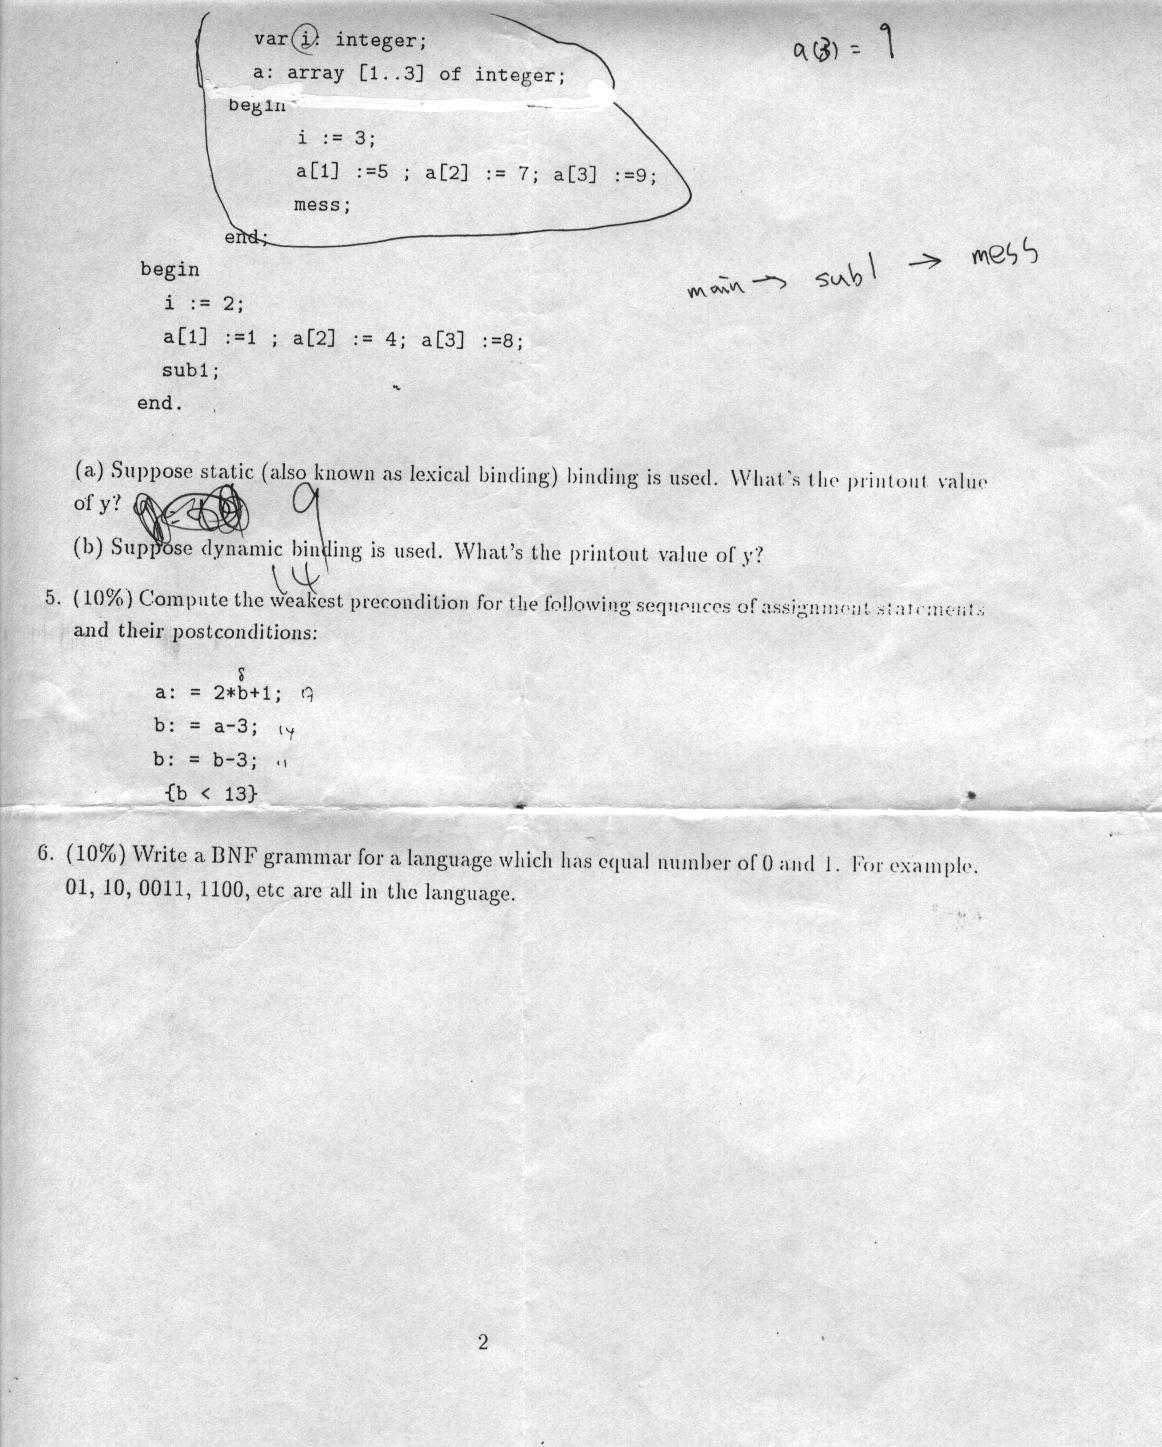 var i: integer;
a(3) = 9
a: array [1..3] of integer;
begin
i := 3;
a[1] :=5 ; a[2] := 7; a[3] :=9;
mess;
end;
main → sub1 → mess
begin
i := 2;
a[1] :=1 ; a[2] := 4; a[3] :=8;
sub1;
end.
(a) Suppose static (also known as lexical binding) binding is used. What's the printout value
of y? 9
(b) Suppose dynamic binding is used. What's the printout value of y?
14
5. (10%) Compute the weakest precondition for the following sequences of assignment statements
and their postconditions:
8
a: = 2*b+1; 17
b: = a-3; 14
b: = b-3; 11
{b < 13}
6. (10%) Write a BNF grammar for a language which has equal number of 0 and 1. For example,
01, 10, 0011, 1100, etc are all in the language.
2